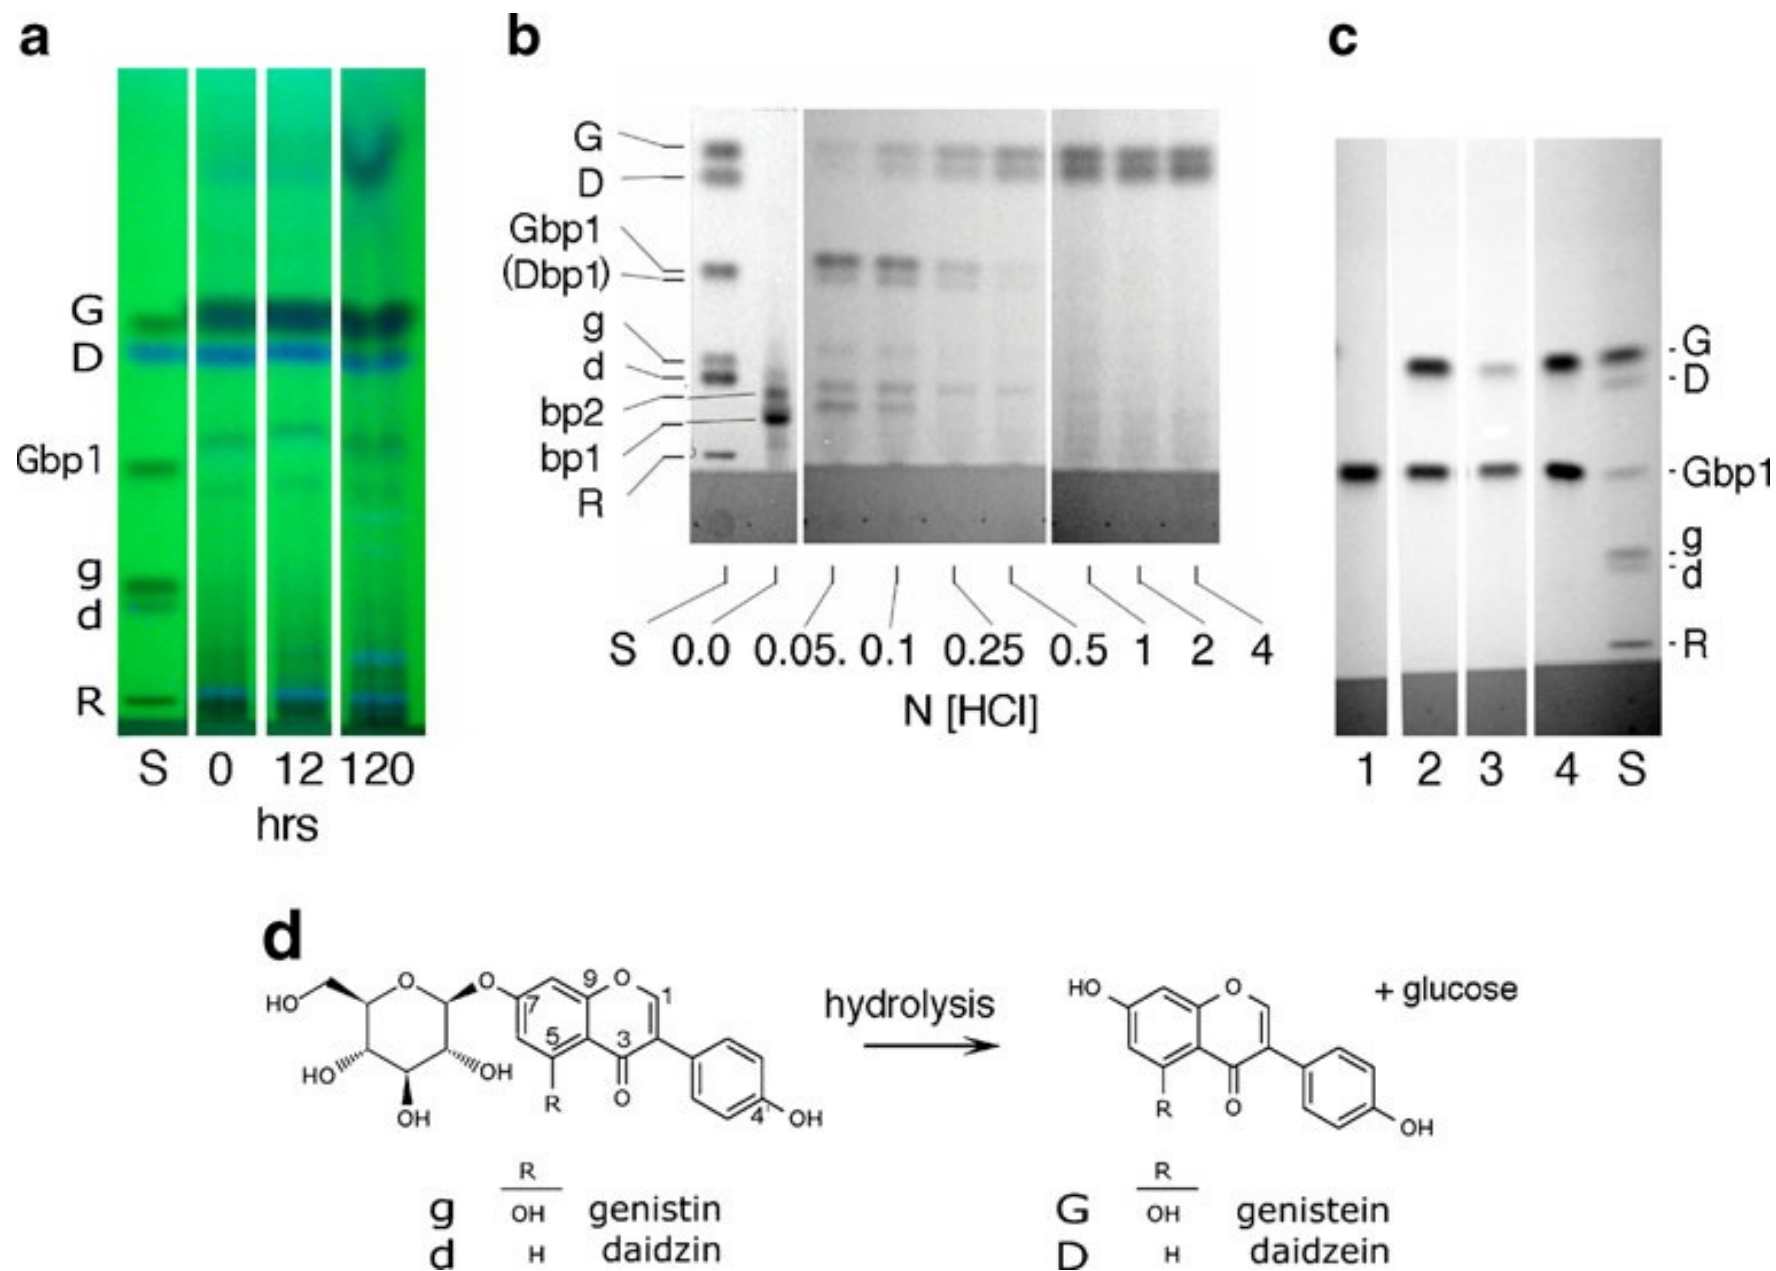 a
G
D
Gbp1
g
d
R
S 0 12 120
hrs
b
G
D
Gbp1
(Dbp1)
g
d
bp2
bp1
R
S 0.0 0.05. 0.1 0.25 0.5 1 2 4
N [HCl]
c
G
D
Gbp1
g
d
R
1 2 3 4 S
d
HO O O 9 O 1
7
5 3
HO OH R O 4' OH
OH
hydrolysis
HO O + glucose
R O OH
R R
g OH genistin G OH genistein
d H daidzin D H daidzein